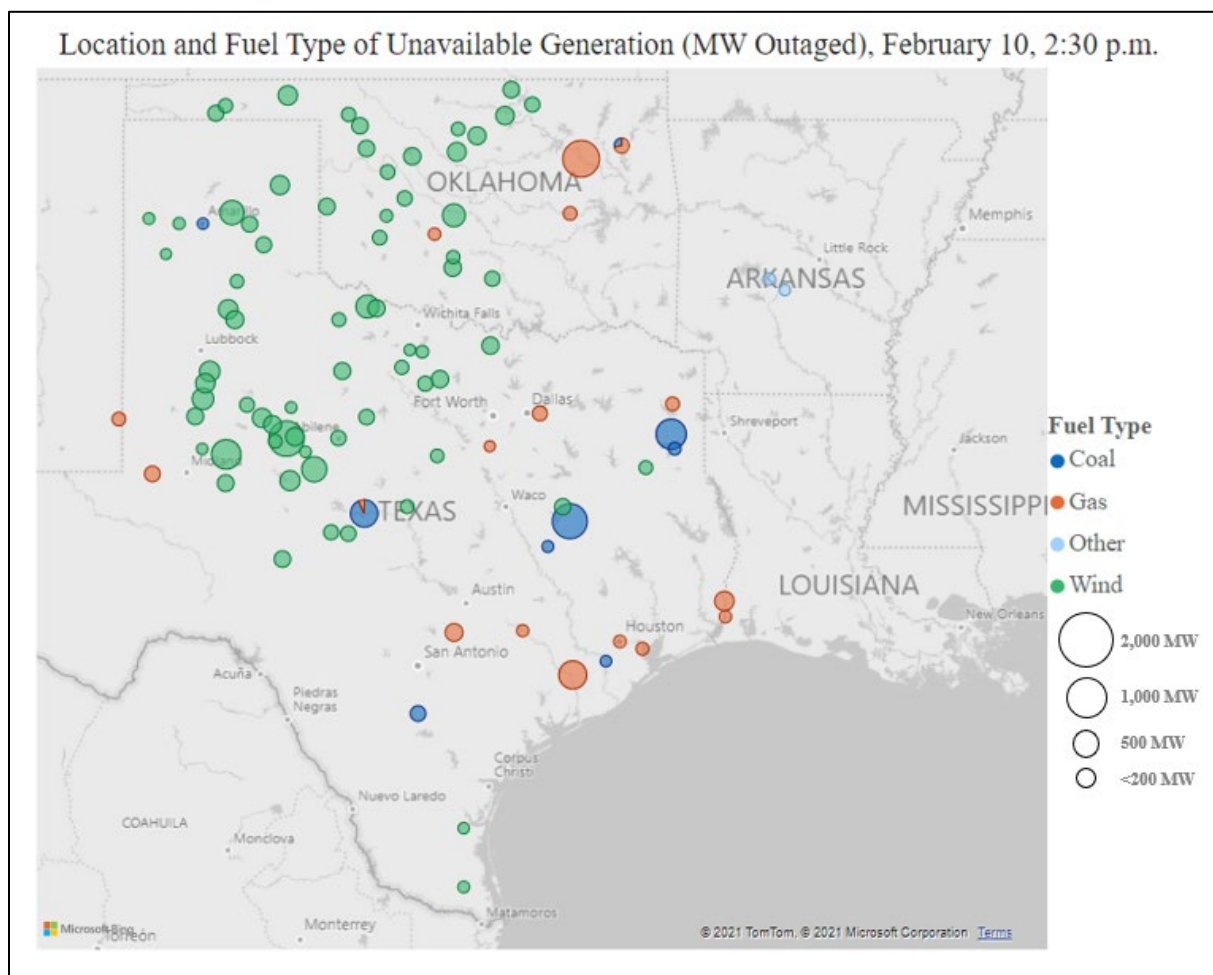 Location and Fuel Type of Unavailable Generation (MW Outaged), February 10, 2:30 p.m.
OKLAHOMA
Amarillo
Memphis
Little Rock
ARKANSAS
Wichita Falls
Lubbock
Fort Worth
Dallas
Shreveport
Abilene
Midland
Jackson
Waco
TEXAS
MISSISSIPPI
LOUISIANA
Austin
Houston
New Orleans
San Antonio
Acuña
Piedras
Negras
Corpus
Christi
Nuevo Laredo
COAHUILA
Monclova
Matamoros
Monterrey
Torreón
Microsoft Bing
© 2021 TomTom, © 2021 Microsoft Corporation Terms
Fuel Type
Coal
Gas
Other
Wind
2,000 MW
1,000 MW
500 MW
<200 MW